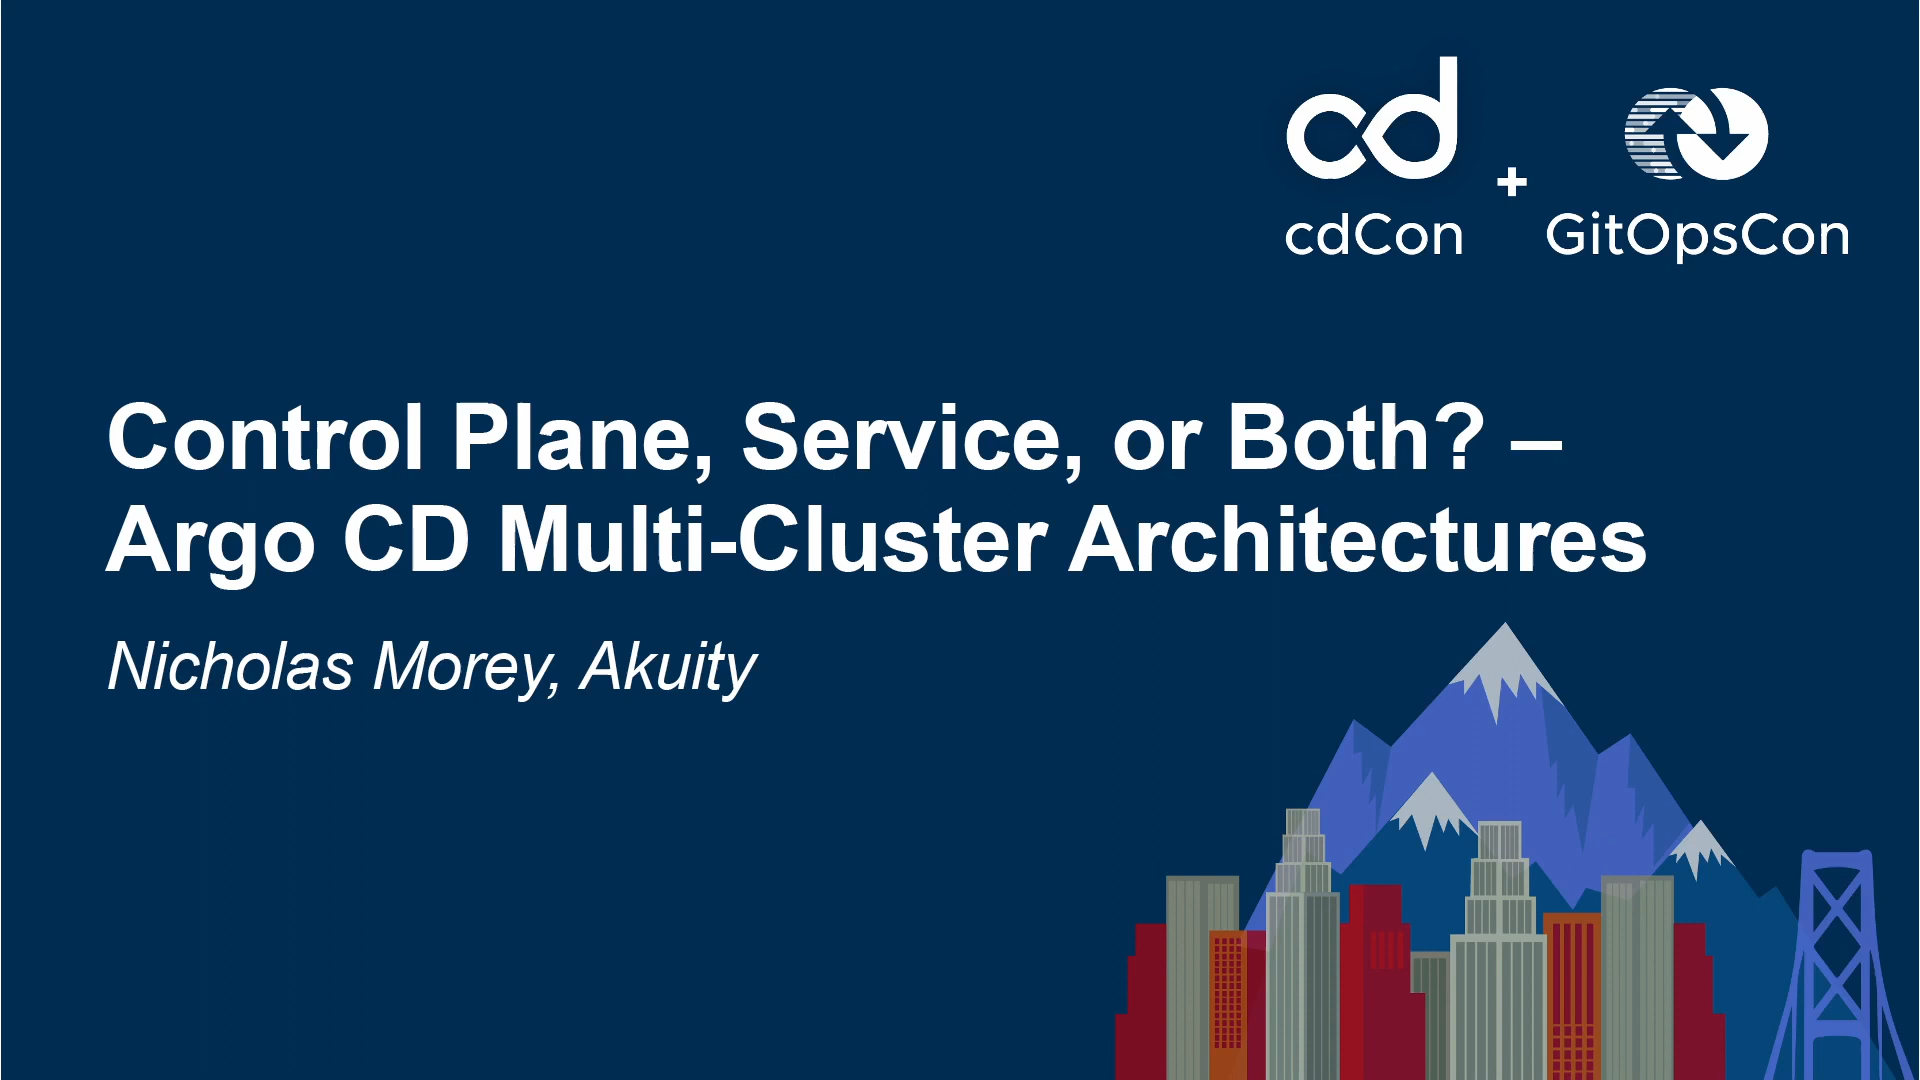 cd
cdCon + GitOpsCon
Control Plane, Service, or Both? –
Argo CD Multi-Cluster Architectures
Nicholas Morey, Akuity